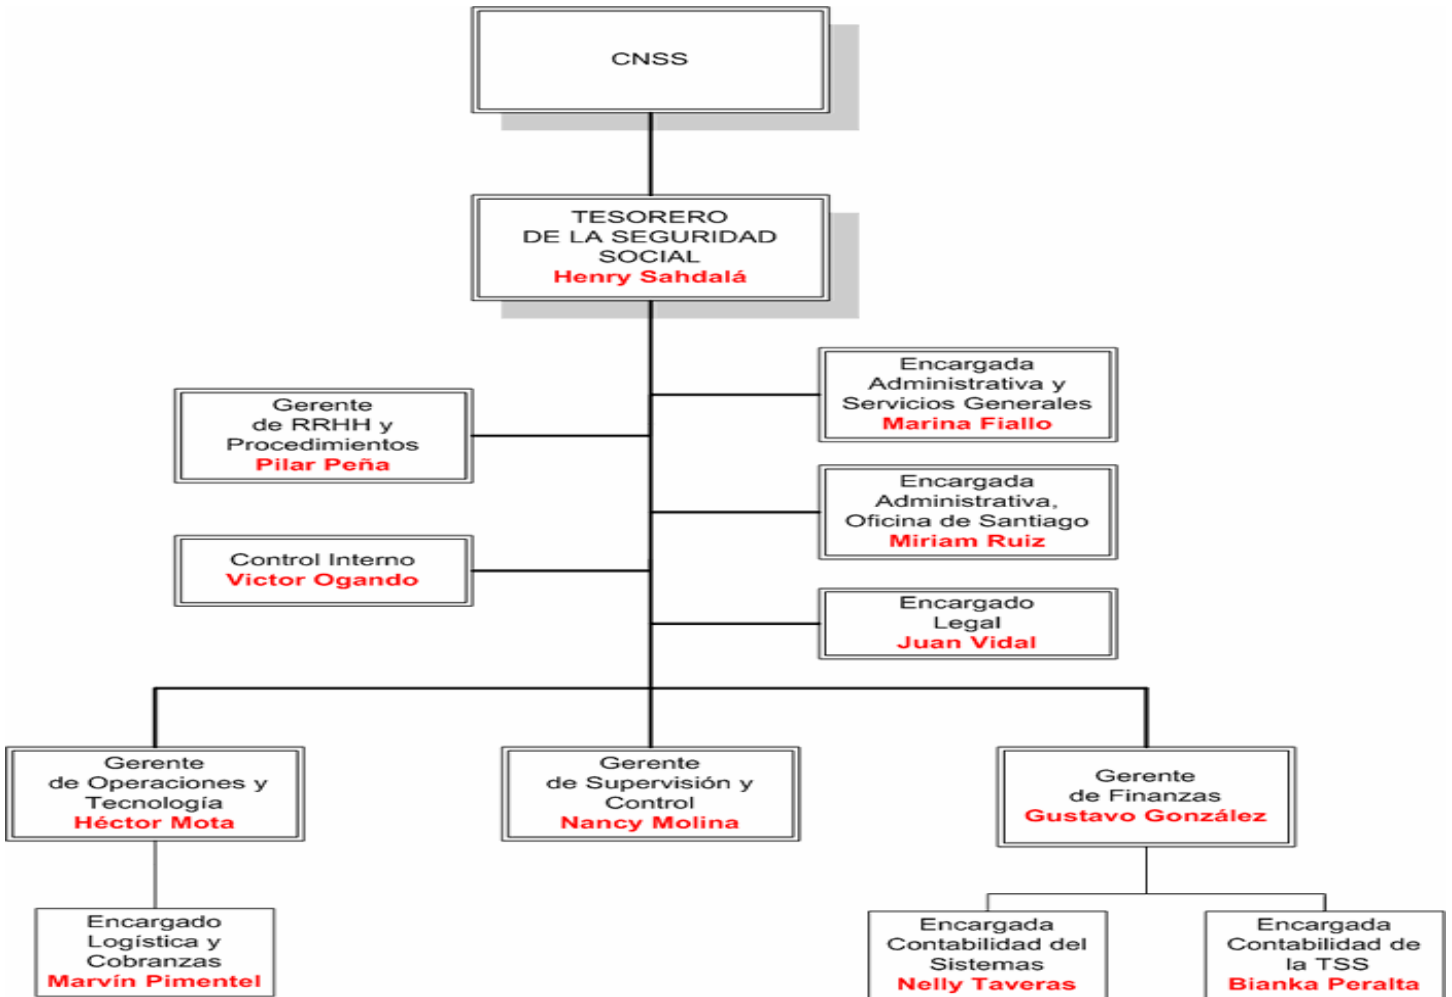 CNSS
TESORERO
DE LA SEGURIDAD
SOCIAL
Henry Sahdalá
Gerente
de RRHH y
Procedimientos
Pilar Peña
Encargada
Administrativa y
Servicios Generales
Marina Fiallo
Encargada
Administrativa,
Oficina de Santiago
Miriam Ruiz
Control Interno
Victor Ogando
Encargado
Legal
Juan Vidal
Gerente
de Operaciones y
Tecnología
Héctor Mota
Gerente
de Supervisión y
Control
Nancy Molina
Gerente
de Finanzas
Gustavo González
Encargado
Logística y
Cobranzas
Marvín Pimentel
Encargada
Contabilidad del
Sistemas
Nelly Taveras
Encargada
Contabilidad de
la TSS
Bianka Peralta